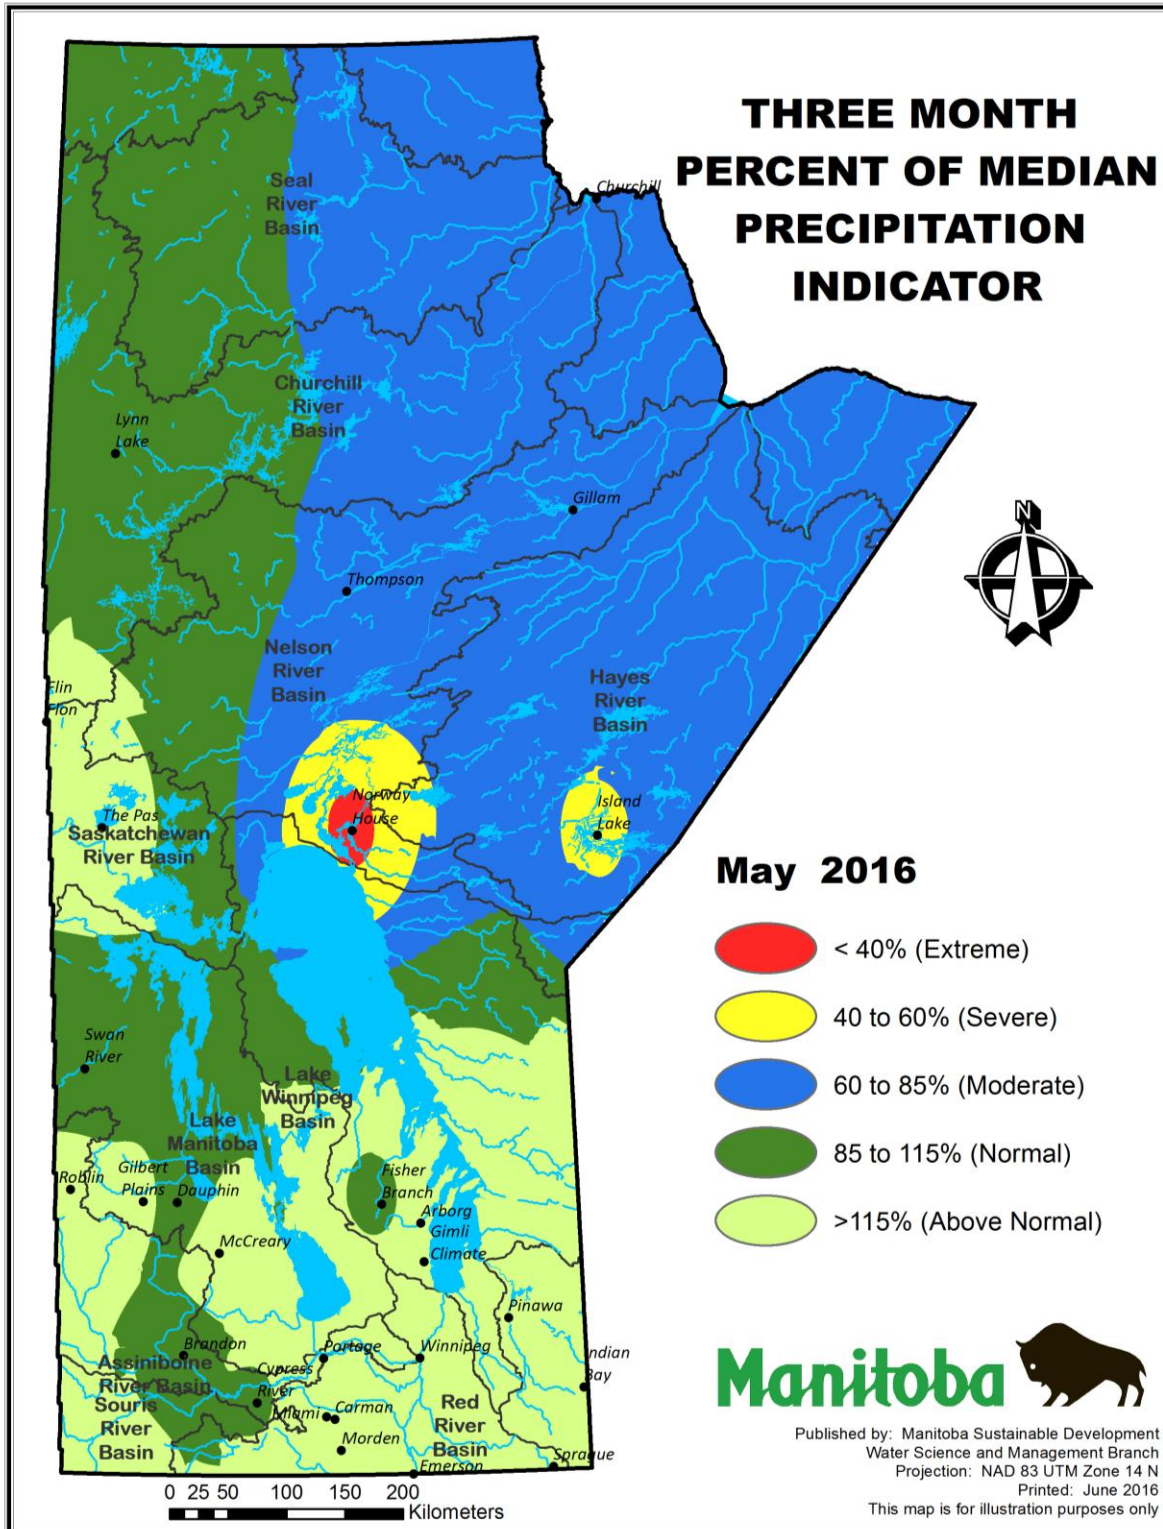 THREE MONTH
PERCENT OF MEDIAN
PRECIPITATION
INDICATOR
Churchill
Seal
River
Basin
Churchill
River
Basin
Lynn
Lake
Gillam
Thompson
Nelson
River
Basin
Hayes
River
Basin
Flin
Flon
Norway
House
Island
Lake
The Pas
Saskatchewan
River Basin
N
May 2016
< 40% (Extreme)
40 to 60% (Severe)
60 to 85% (Moderate)
85 to 115% (Normal)
>115% (Above Normal)
Swan
River
Lake
Winnipeg
Basin
Lake
Manitoba
Basin
Roblin
Gilbert
Plains
Dauphin
Fisher
Branch
Arborg
Gimli
Climate
McCreary
Pinawa
Brandon
Assiniboine
River Basin
Souris
River
Basin
Cypress
River
Portage
Winnipeg
Indian
Bay
Miami
Carman
Morden
Red
River
Basin
Emerson
Sprague
0 25 50 100 150 200
Kilometers
Manitoba
Published by: Manitoba Sustainable Development
Water Science and Management Branch
Projection: NAD 83 UTM Zone 14 N
Printed: June 2016
This map is for illustration purposes only